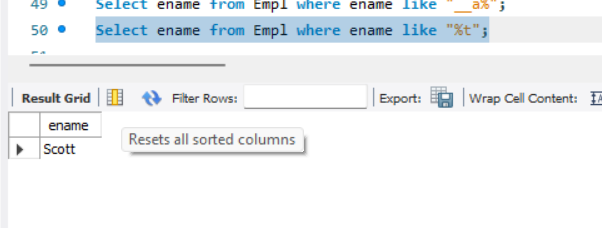 49 Select ename from Empl where ename like "__a%";
50 Select ename from Empl where ename like "%t";
Result Grid Filter Rows: Export: Wrap Cell Content:
ename
Resets all sorted columns
Scott